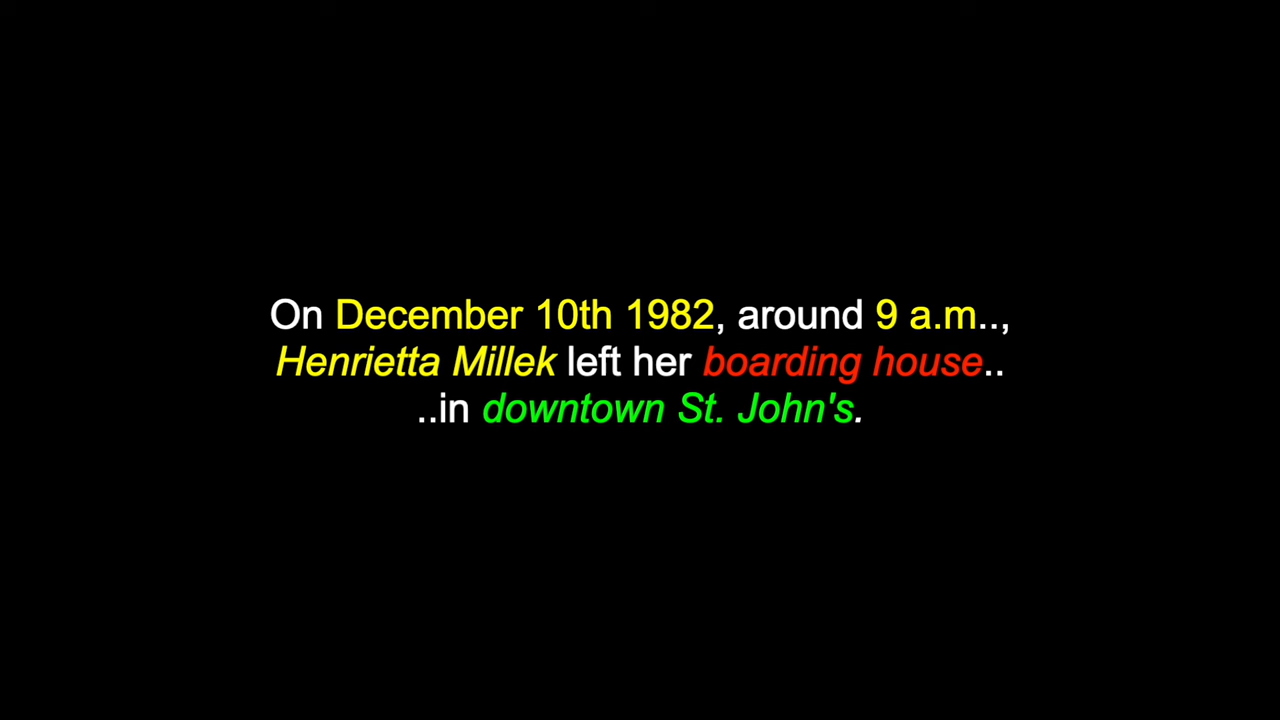 On December 10th 1982, around 9 a.m..,
Henrietta Millek left her boarding house..
..in downtown St. John's.